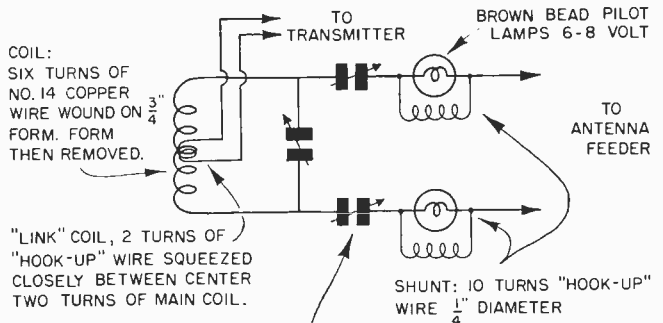 COIL:
SIX TURNS OF
NO. 14 COPPER
WIRE WOUND ON 3/4"
FORM. FORM
THEN REMOVED.
TO
TRANSMITTER
BROWN BEAD PILOT
LAMPS 6-8 VOLT
TO
ANTENNA
FEEDER
"LINK" COIL, 2 TURNS OF
"HOOK-UP" WIRE SQUEEZED
CLOSELY BETWEEN CENTER
TWO TURNS OF MAIN COIL.
SHUNT: 10 TURNS "HOOK-UP"
WIRE 1/4" DIAMETER